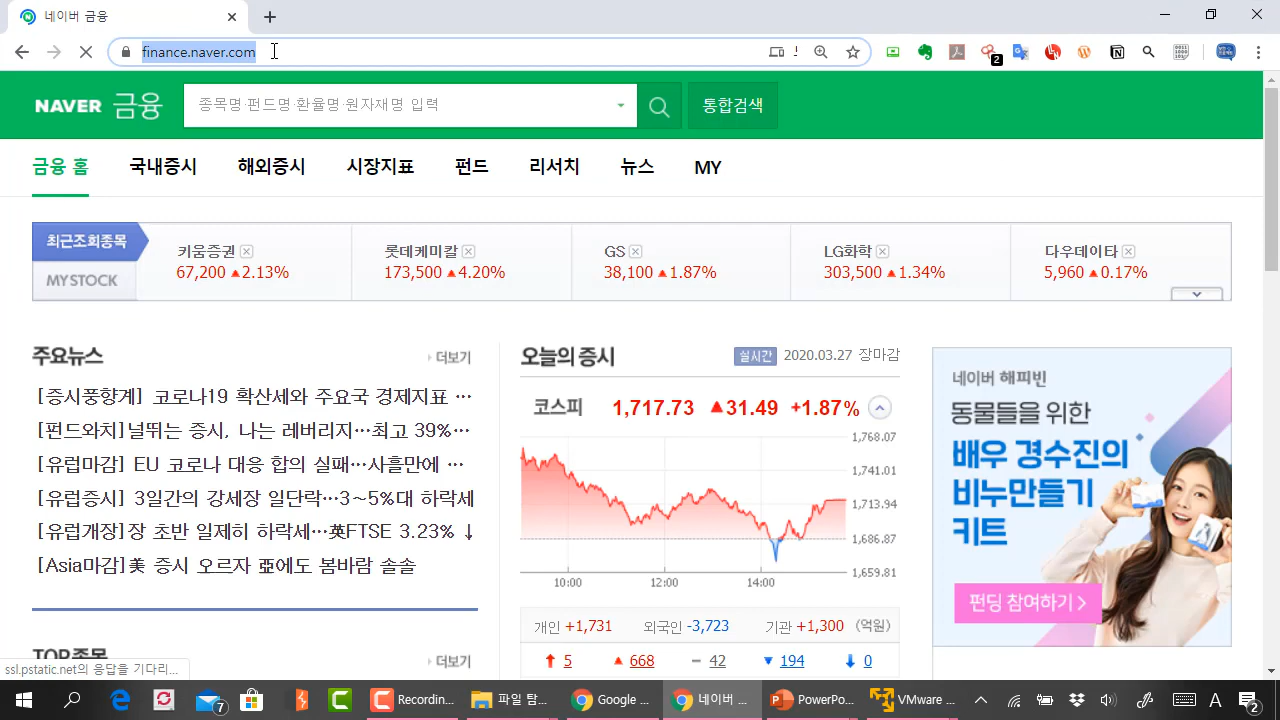 네이버 금융
finance.naver.com
2
NAVER 금융
종목명·펀드명·환율명·원자재명 입력
통합검색
금융 홈 국내증시 해외증시 시장지표 펀드 리서치 뉴스 MY
최근조회종목
MYSTOCK
키움증권 롯데케미칼 GS LG화학 다우데이타
67,200 ▲2.13% 173,500 ▲4.20% 38,100 ▲1.87% 303,500 ▲1.34% 5,960 ▲0.17%
주요뉴스 더보기
[증시풍향계] 코로나19 확산세와 주요국 경제지표 …
[펀드와치]널뛰는 증시, 나는 레버리지…최고 39%…
[유럽마감] EU 코로나 대응 합의 실패…사흘만에 …
[유럽증시] 3일간의 강세장 일단락…3～5%대 하락세
[유럽개장]장 초반 일제히 하락세…英FTSE 3.23% ↓
[Asia마감]美 증시 오르자 亞에도 봄바람 솔솔
TOP종목 더보기
오늘의 증시 실시간 2020.03.27 장마감
코스피 1,717.73 ▲31.49 +1.87%
1,768.07
1,741.01
1,713.94
1,686.87
1,659.81
10:00 12:00 14:00
개인 +1,731 외국인 -3,723 기관 +1,300 (억원)
5 668 42 194 0
네이버 해피빈
동물들을 위한
배우 경수진의
비누만들기
키트
펀딩 참여하기 >
ssl.pstatic.net의 응답을 기다리...
7
Recordin... 파일 탐... Google ... 네이버 ... PowerPo... VMware ...
A
2